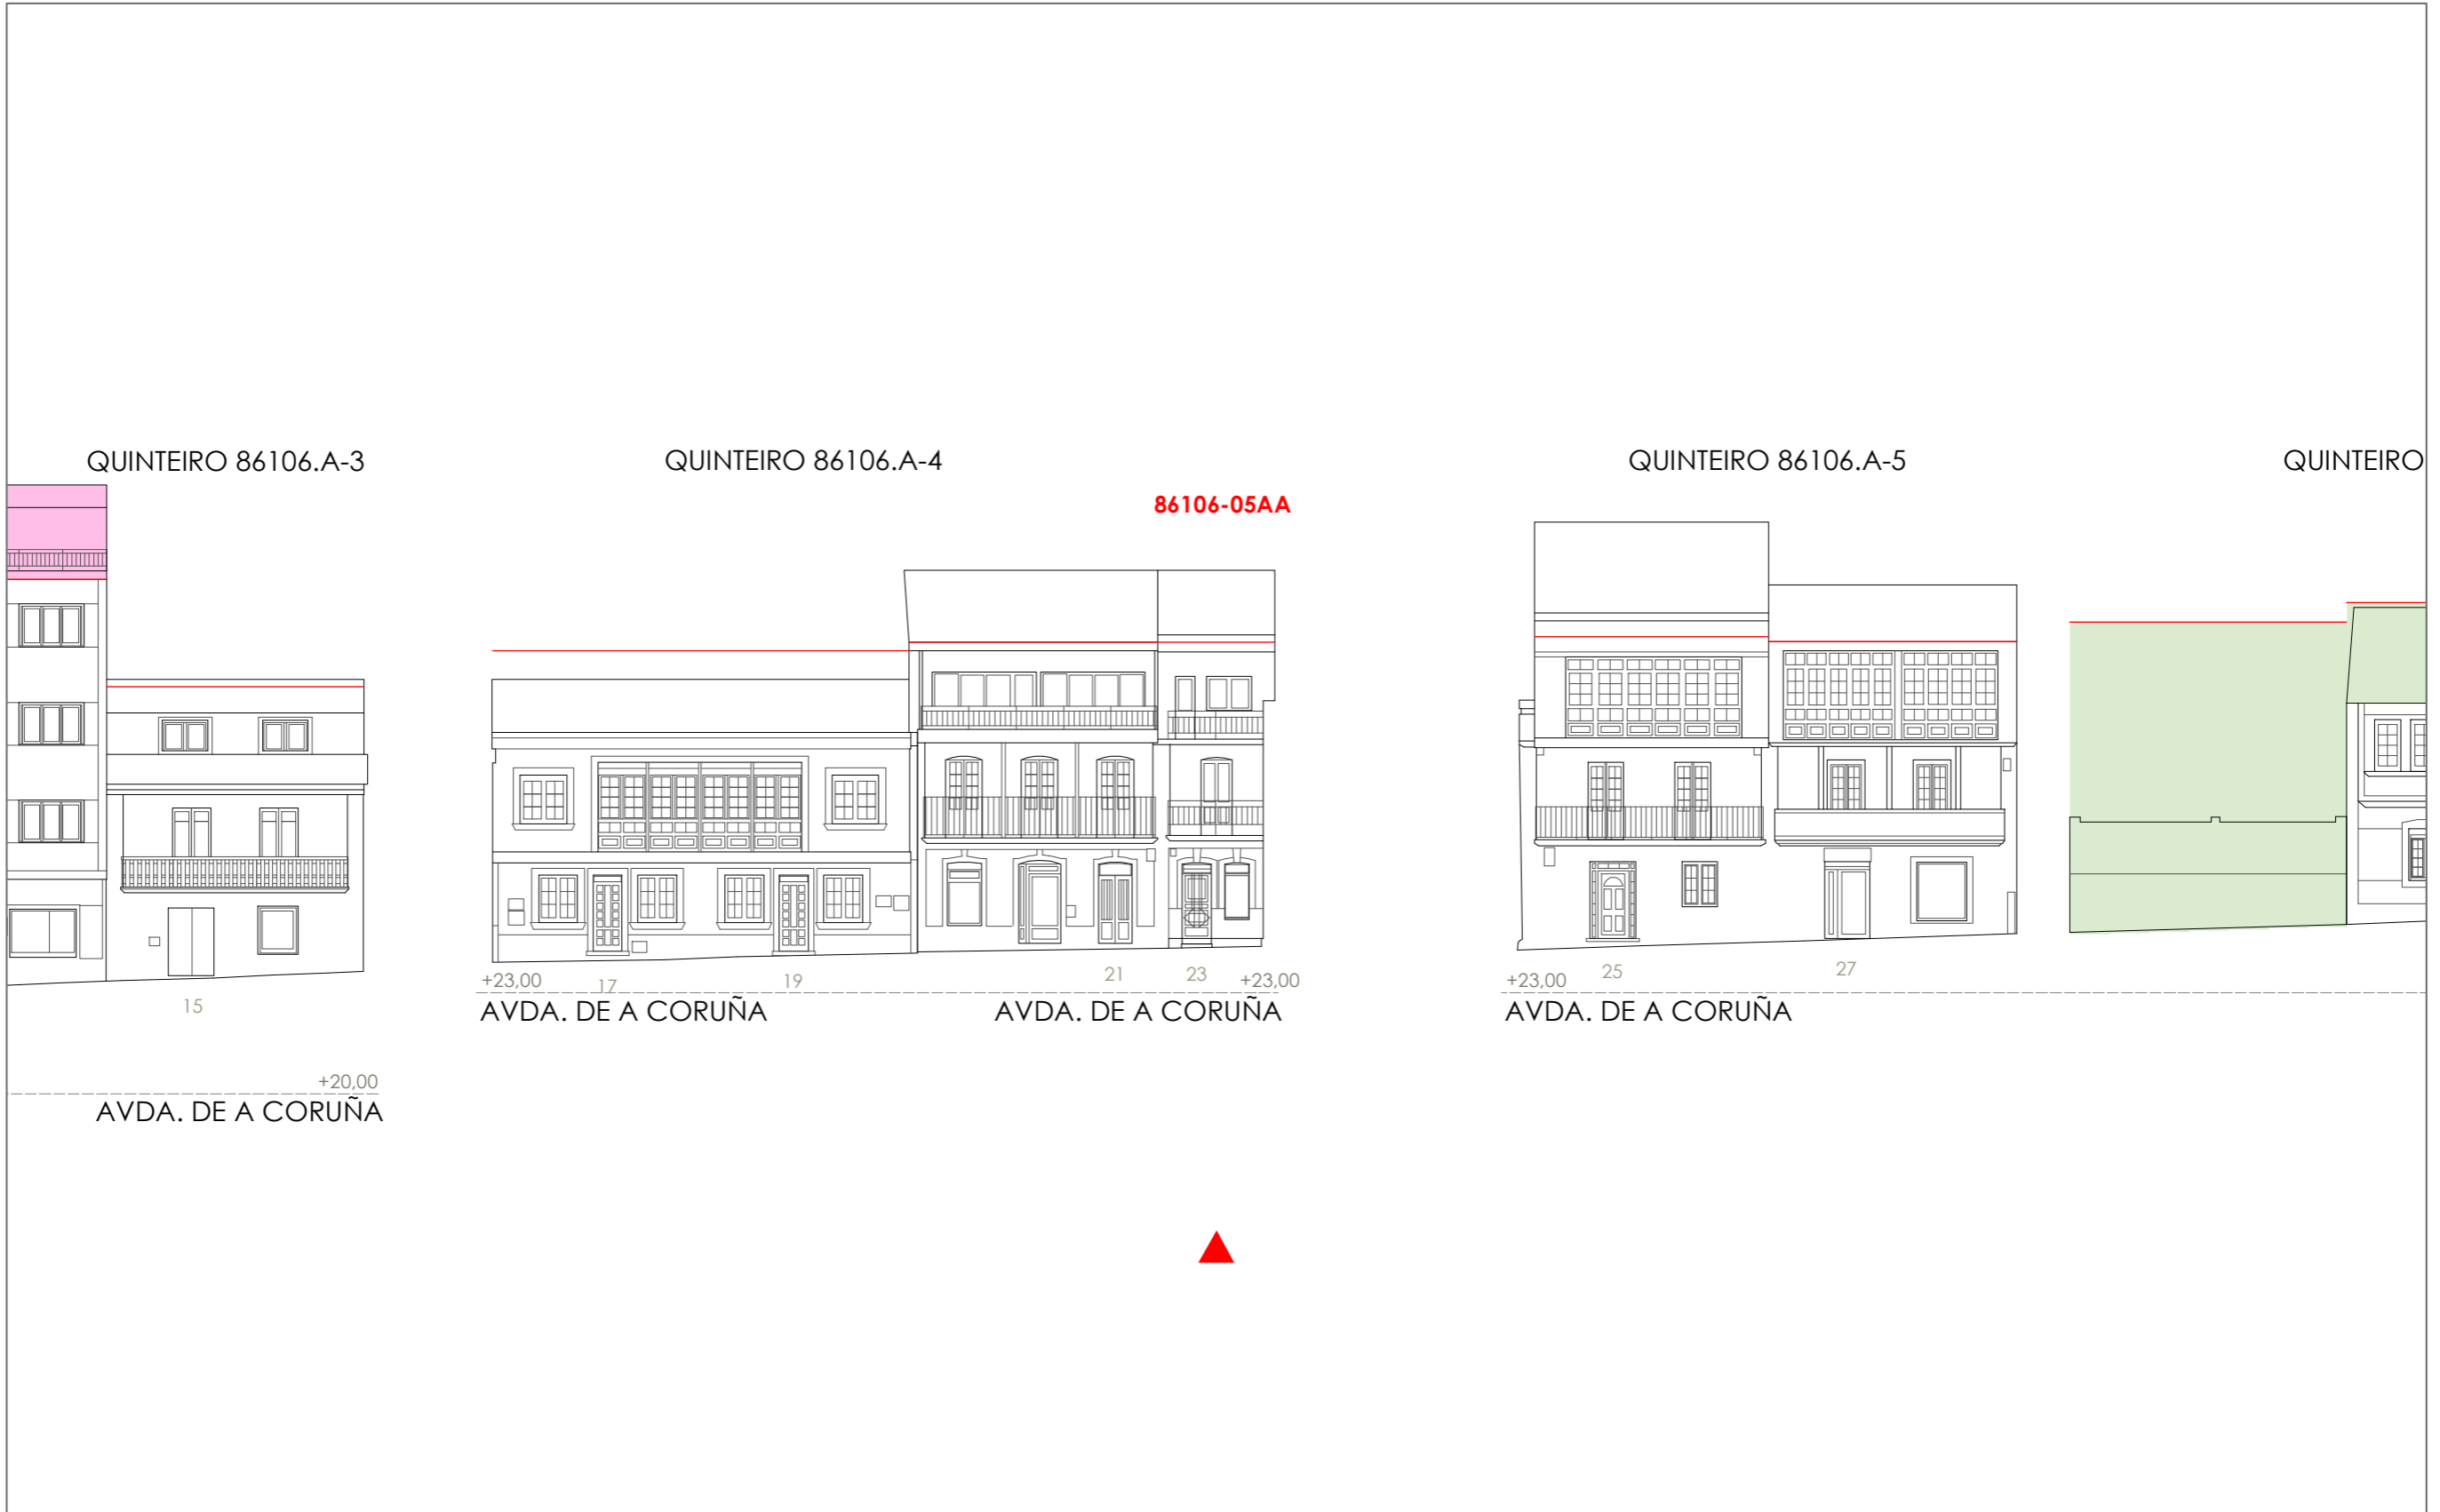 QUINTEIRO 86106.A-3
QUINTEIRO 86106.A-4
QUINTEIRO 86106.A-5
QUINTEIRO
86106-05AA
15
+20,00
AVDA. DE A CORUÑA
+23,00
17
19
21
23
+23,00
AVDA. DE A CORUÑA
AVDA. DE A CORUÑA
+23,00
25
27
AVDA. DE A CORUÑA